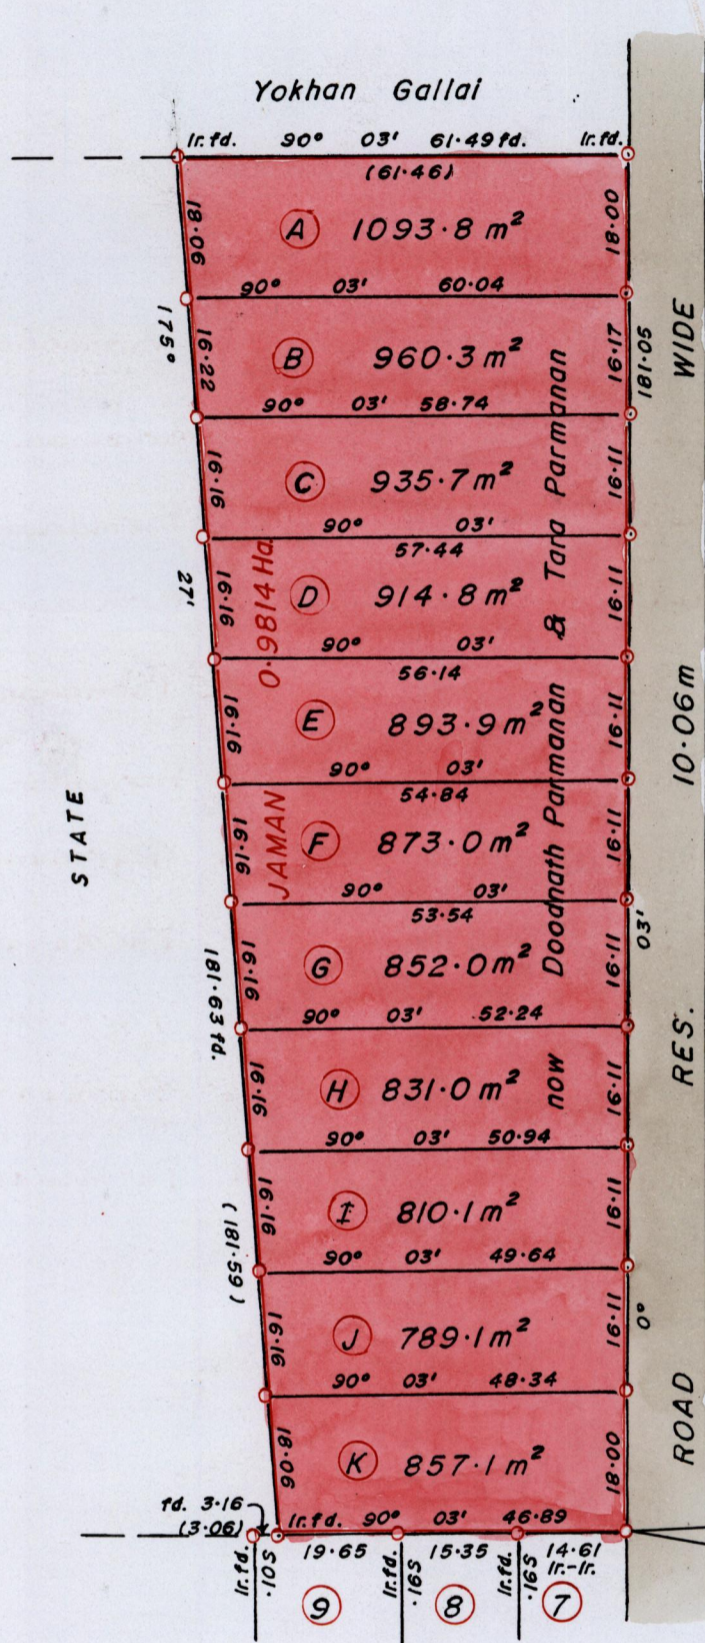 Yokhan Gallai
Ir. fd. 90° 03' 61·49 fd. Ir. fd.
(61·46)
18·06 A 1093·8 m² 18·00
90° 03' 60·04
175°
16·22 B 960·3 m² 16·17
181·05
WIDE
90° 03' 58·74
16·16 C 935·7 m² 16·11
90° 03'
57·44
27'
16·16 D 914·8 m² 16·11
0·9814 Ha.
90° 03'
56·14
16·16 E 893·9 m² 16·11
10·06 m
90° 03'
54·84
STATE
JAMAN
16·16 F 873·0 m² 16·11
now Doodnath Parmanan & Tara Parmanan
90° 03'
53·54
03'
181·63 fd.
16·16 G 852·0 m² 16·11
90° 03' 52·24
RES.
16·16 H 831·0 m² 16·11
90° 03' 50·94
(181·59)
16·16 I 810·1 m² 16·11
90° 03' 49·64
0°
16·16 J 789·1 m² 16·11
90° 03' 48·34
ROAD
18·06 K 857·1 m² 18·00
fd. 3·16
(3·06)
Ir. fd. 90° 03' 46·89
19·65 15·35 14·61
Ir.-Ir.
Ir. fd. ·10S Ir. fd. ·16S Ir. fd. ·16S
9 8 7